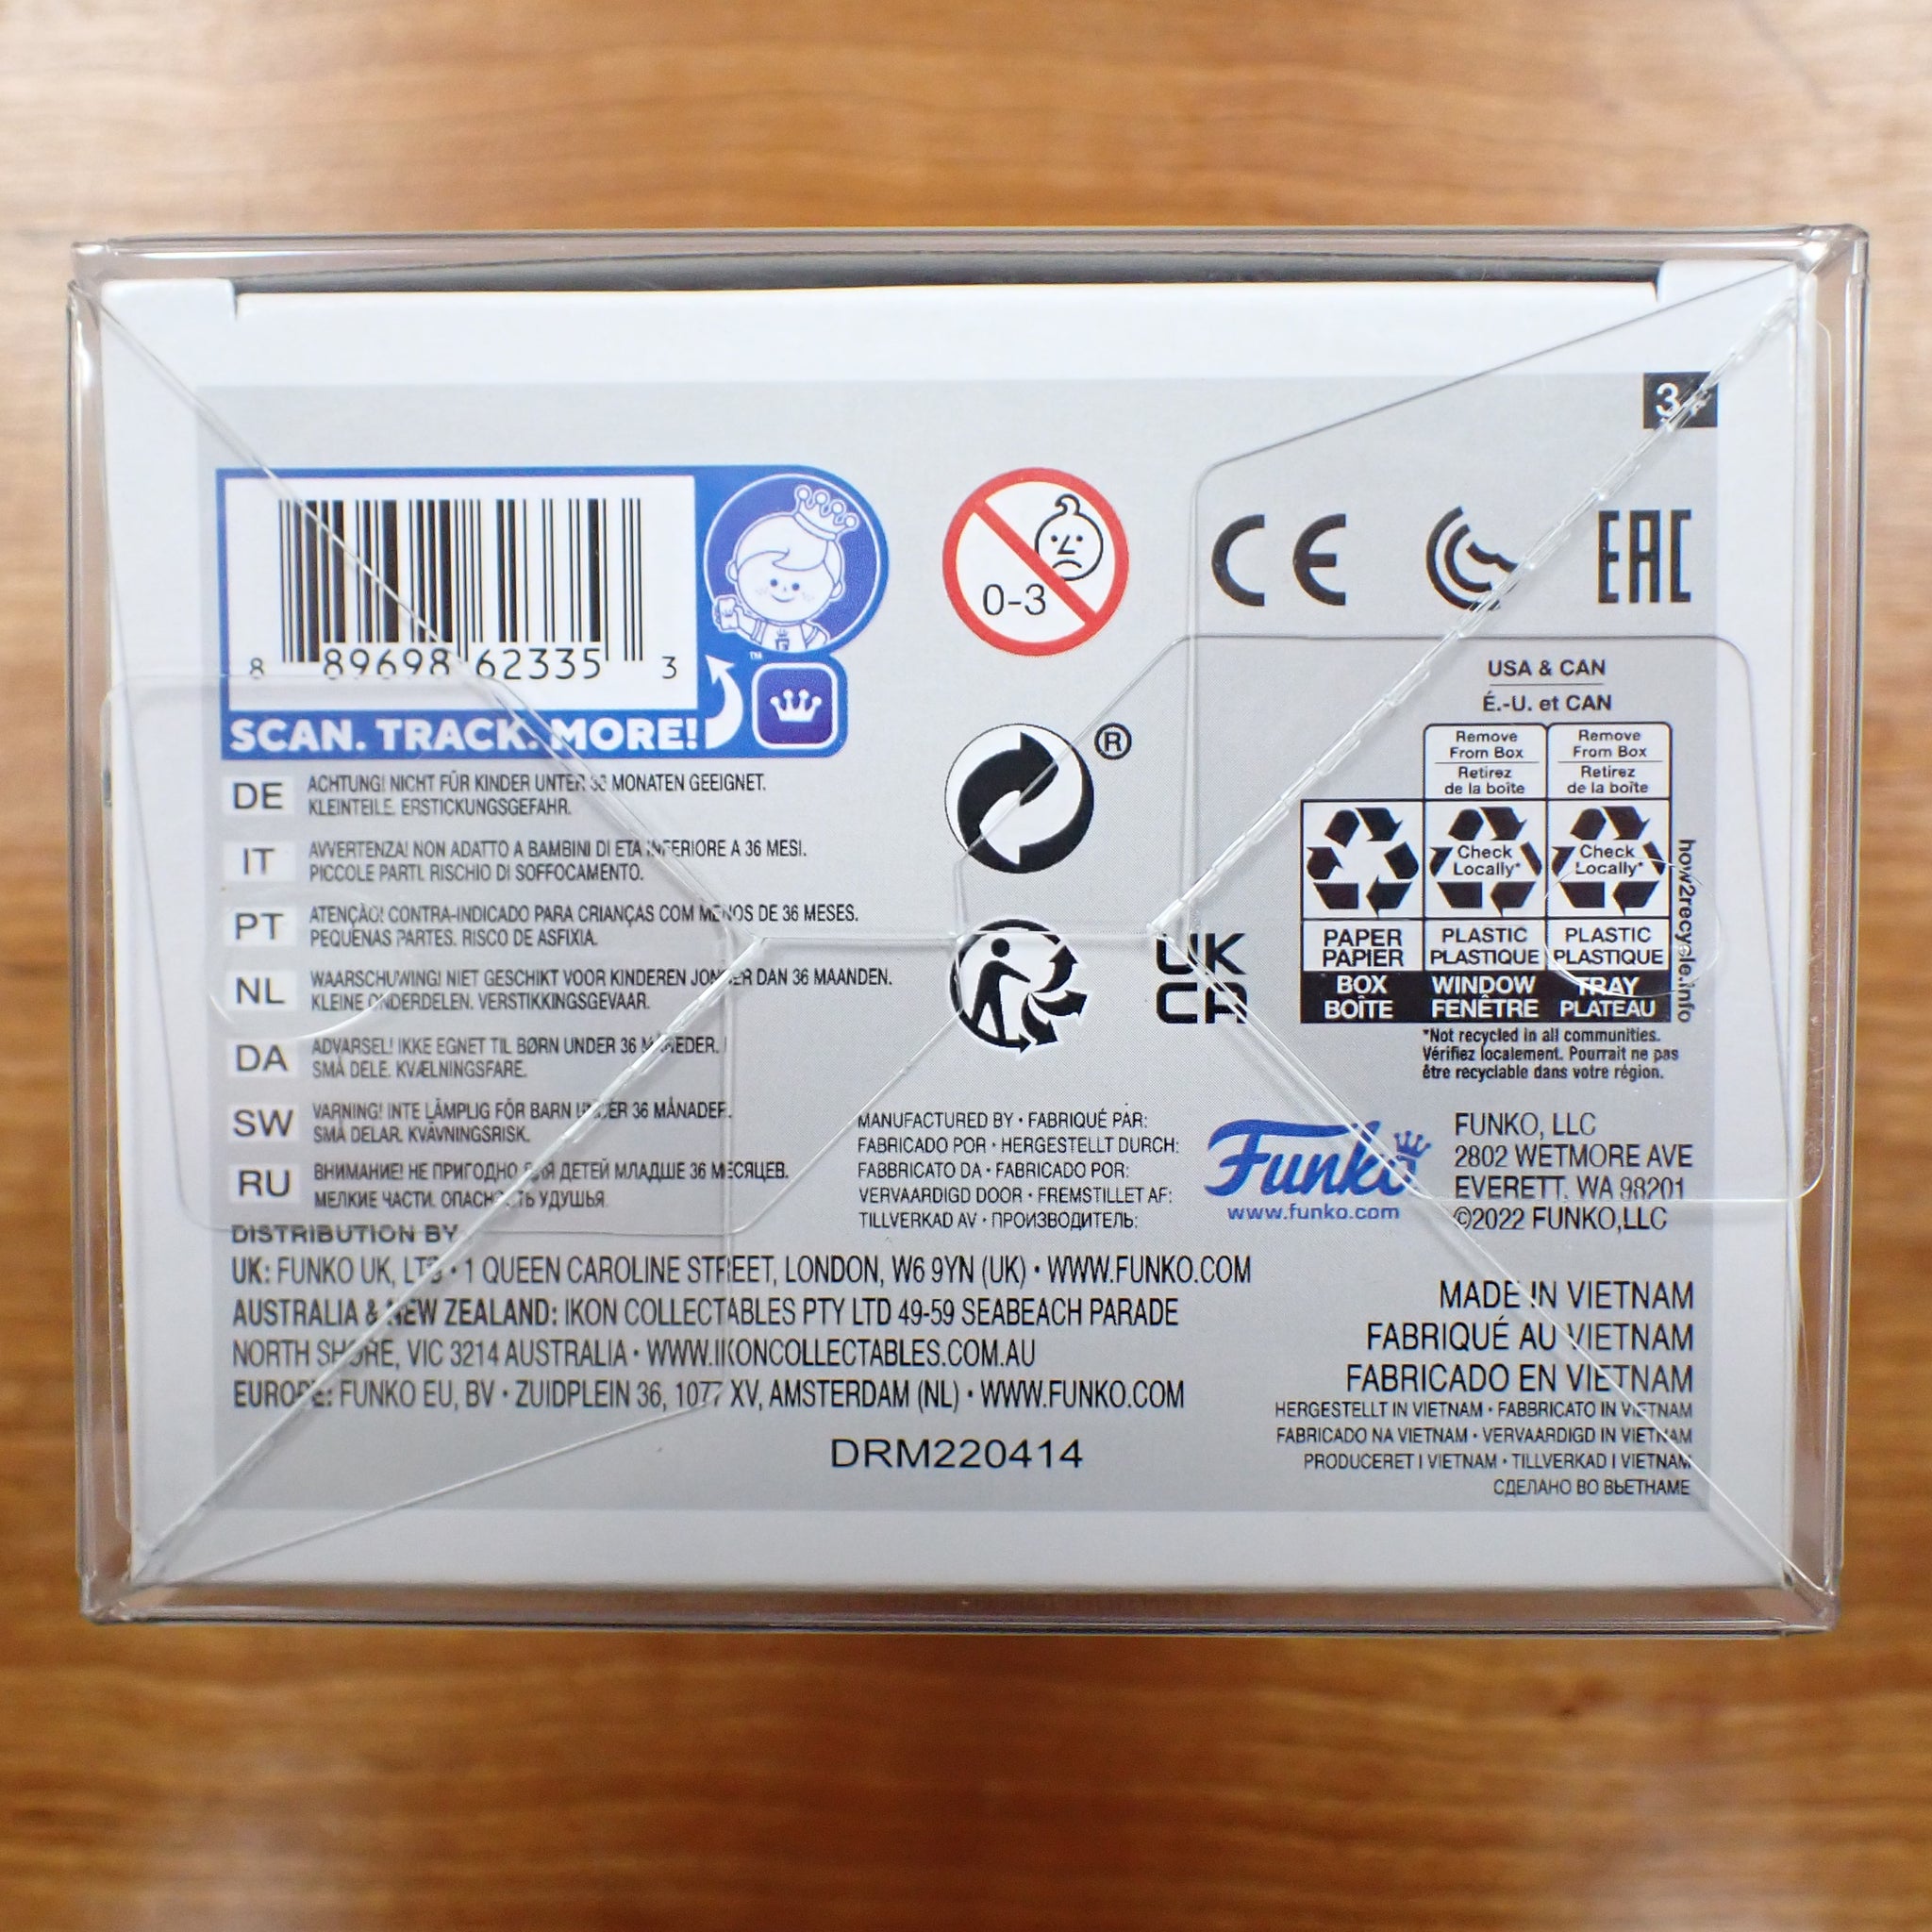 3+
8 89698 62335 3
SCAN. TRACK. MORE!
™
0-3
CE
EAC
®
DE
ACHTUNG! NICHT FÜR KINDER UNTER 36 MONATEN GEEIGNET.
KLEINTEILE. ERSTICKUNGSGEFAHR.
IT
AVVERTENZA! NON ADATTO A BAMBINI DI ETA INFERIORE A 36 MESI.
PICCOLE PARTI. RISCHIO DI SOFFOCAMENTO.
PT
ATENÇÃO! CONTRA-INDICADO PARA CRIANÇAS COM MENOS DE 36 MESES.
PEQUENAS PARTES. RISCO DE ASFIXIA.
NL
WAARSCHUWING! NIET GESCHIKT VOOR KINDEREN JONGER DAN 36 MAANDEN.
KLEINE ONDERDELEN. VERSTIKKINGSGEVAAR.
DA
ADVARSEL! IKKE EGNET TIL BØRN UNDER 36 MÅNEDER.
SMÅ DELE. KVÆLNINGSFARE.
SW
VARNING! INTE LÄMPLIG FÖR BARN UNDER 36 MÅNADER.
SMÅ DELAR. KVÄVNINGSRISK.
RU
ВНИМАНИЕ! НЕ ПРИГОДНО ДЛЯ ДЕТЕЙ МЛАДШЕ 36 МЕСЯЦЕВ.
МЕЛКИЕ ЧАСТИ. ОПАСНОСТЬ УДУШЬЯ.
UK
CA
USA & CAN
É.-U. et CAN
Remove From Box
Retirez de la boîte
Remove From Box
Retirez de la boîte
Check Locally*
Check Locally*
PAPER PAPIER
PLASTIC PLASTIQUE
PLASTIC PLASTIQUE
BOX BOÎTE
WINDOW FENÊTRE
TRAY PLATEAU
how2recycle.info
*Not recycled in all communities.
Vérifiez localement. Pourrait ne pas
être recyclable dans votre région.
MANUFACTURED BY • FABRIQUÉ PAR:
FABRICADO POR • HERGESTELLT DURCH:
FABBRICATO DA • FABRICADO POR:
VERVAARDIGD DOOR • FREMSTILLET AF:
TILLVERKAD AV • ПРОИЗВОДИТЕЛЬ:
Funko
www.funko.com
FUNKO, LLC
2802 WETMORE AVE
EVERETT, WA 98201
©2022 FUNKO,LLC
DISTRIBUTION BY
UK: FUNKO UK, LTD • 1 QUEEN CAROLINE STREET, LONDON, W6 9YN (UK) • WWW.FUNKO.COM
AUSTRALIA & NEW ZEALAND: IKON COLLECTABLES PTY LTD 49-59 SEABEACH PARADE
NORTH SHORE, VIC 3214 AUSTRALIA • WWW.IKONCOLLECTABLES.COM.AU
EUROPE: FUNKO EU, BV • ZUIDPLEIN 36, 1077 XV, AMSTERDAM (NL) • WWW.FUNKO.COM
DRM220414
MADE IN VIETNAM
FABRIQUÉ AU VIETNAM
FABRICADO EN VIETNAM
HERGESTELLT IN VIETNAM • FABBRICATO IN VIETNAM
FABRICADO NA VIETNAM • VERVAARDIGD IN VIETNAM
PRODUCERET I VIETNAM • TILLVERKAD I VIETNAM
СДЕЛАНО ВО ВЬЕТНАМЕ